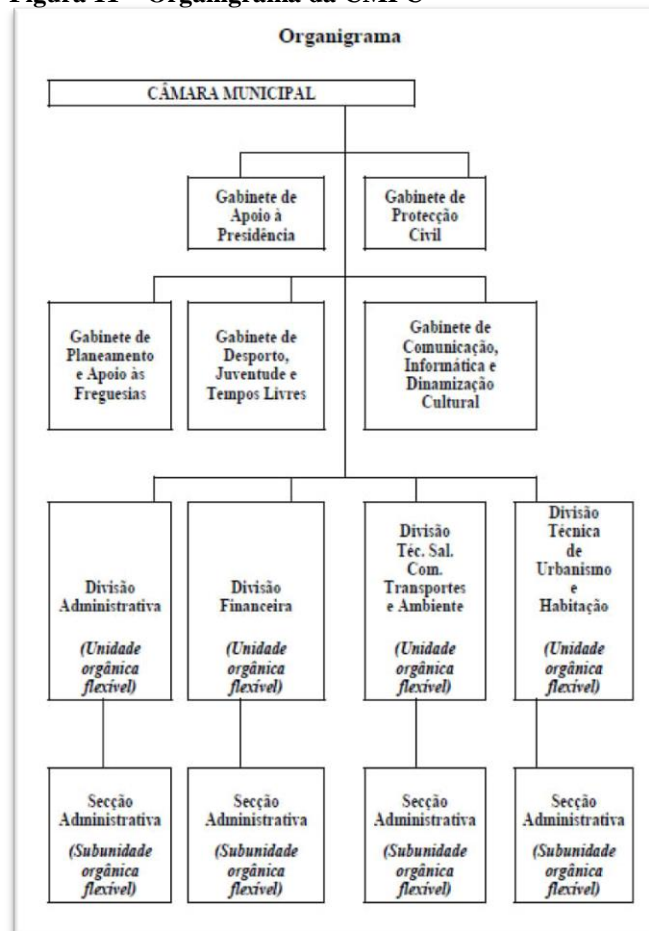 Organigrama
CÂMARA MUNICIPAL
Gabinete de
Apoio à
Presidência
Gabinete de
Protecção
Civil
Gabinete de
Planeamento
e Apoio às
Freguesias
Gabinete de
Desporto,
Juventude e
Tempos Livres
Gabinete de
Comunicação,
Informática e
Dinamização
Cultural
Divisão
Administrativa
(Unidade
orgânica
flexível)
Divisão
Financeira
(Unidade
orgânica
flexível)
Divisão
Téc. Sal.
Com.
Transportes
e Ambiente
(Unidade
orgânica
flexível)
Divisão
Técnica
de
Urbanismo
e
Habitação
(Unidade
orgânica
flexível)
Secção
Administrativa
(Subunidade
orgânica
flexível)
Secção
Administrativa
(Subunidade
orgânica
flexível)
Secção
Administrativa
(Subunidade
orgânica
flexível)
Secção
Administrativa
(Subunidade
orgânica
flexível)